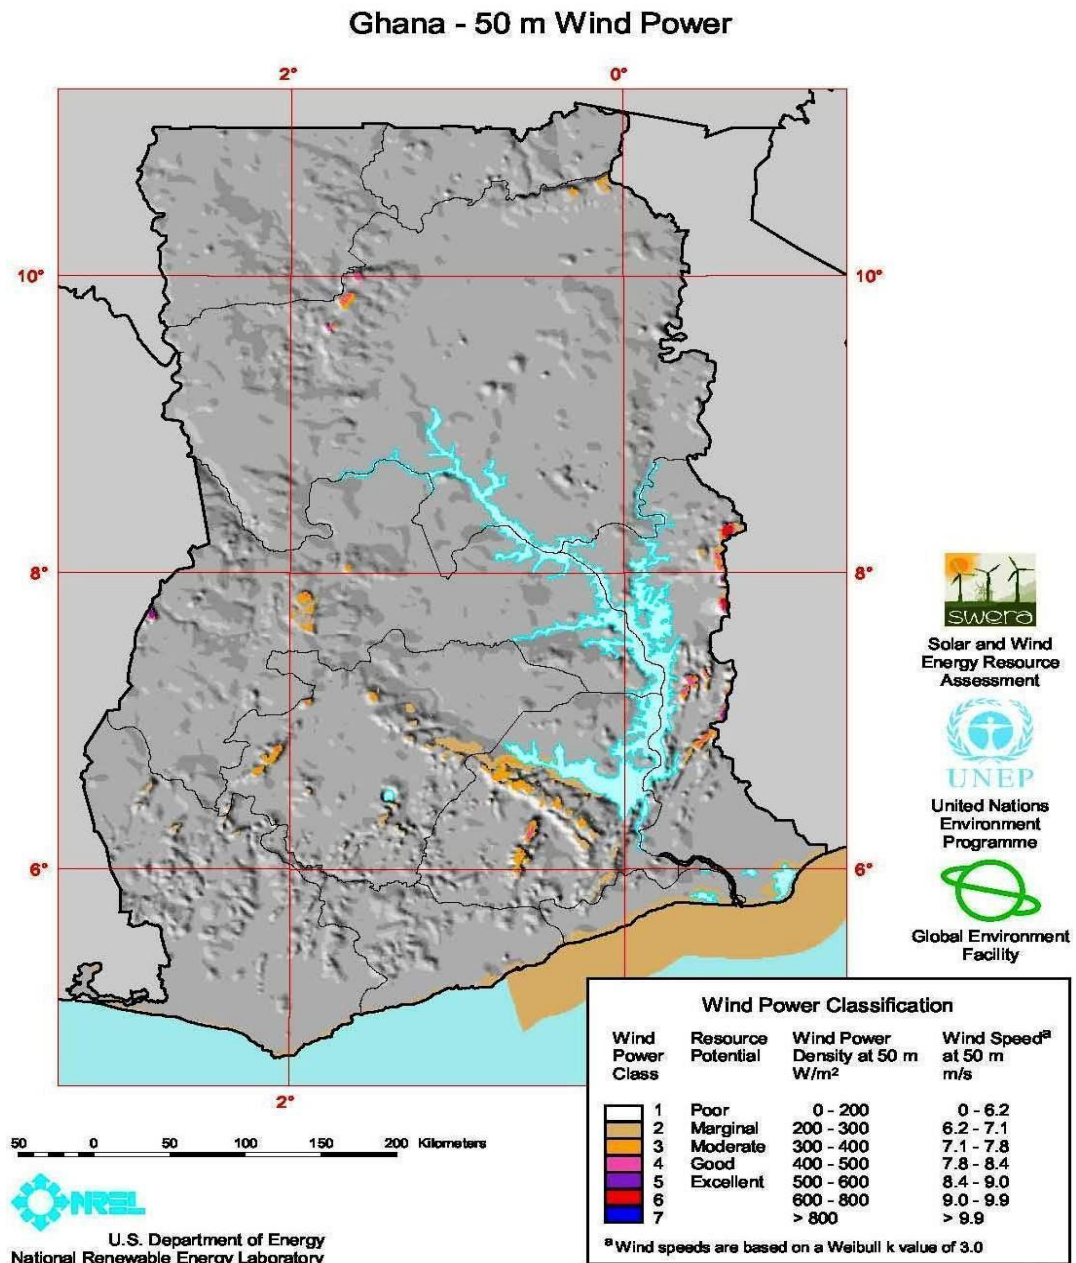 Ghana - 50 m Wind Power
2° 0°
10° 10°
8° 8°
6° 6°
2°
swera
Solar and Wind
Energy Resource
Assessment
UNEP
United Nations
Environment
Programme
Global Environment
Facility
50 0 50 100 150 200 Kilometers
NREL
U.S. Department of Energy
National Renewable Energy Laboratory
Wind Power Classification
Wind Resource Wind Power Wind Speedª
Power Potential Density at 50 m at 50 m
Class W/m² m/s
1 Poor 0 - 200 0 - 6.2
2 Marginal 200 - 300 6.2 - 7.1
3 Moderate 300 - 400 7.1 - 7.8
4 Good 400 - 500 7.8 - 8.4
5 Excellent 500 - 600 8.4 - 9.0
6 600 - 800 9.0 - 9.9
7 > 800 > 9.9
ª Wind speeds are based on a Weibull k value of 3.0